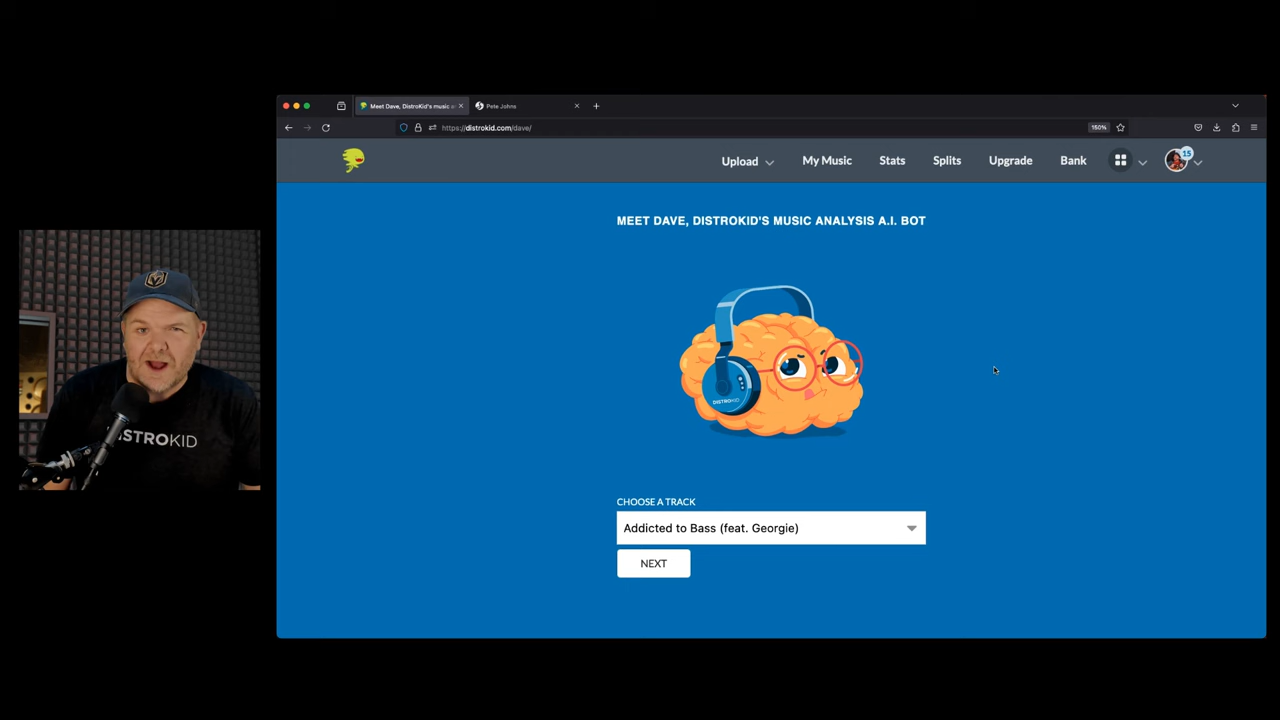 Meet Dave, DistroKid's music a
Pete Johns
https://distrokid.com/dave/
150%
Upload
My Music
Stats
Splits
Upgrade
Bank
15
MEET DAVE, DISTROKID'S MUSIC ANALYSIS A.I. BOT
DISTROKID
DISTROKID
CHOOSE A TRACK
Addicted to Bass (feat. Georgie)
NEXT